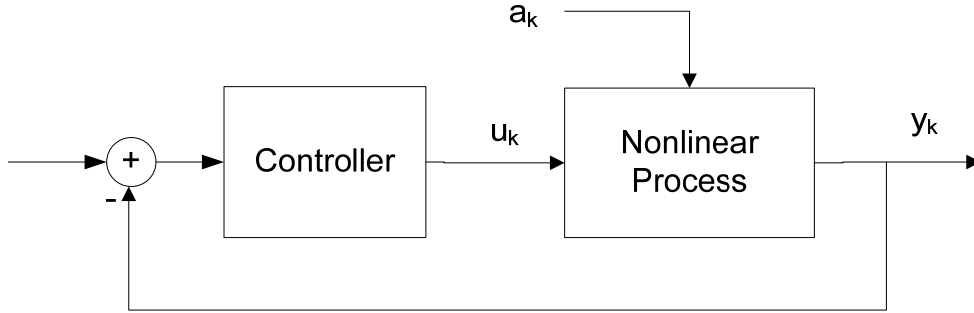 a_k
+
-
Controller
u_k
Nonlinear
Process
y_k